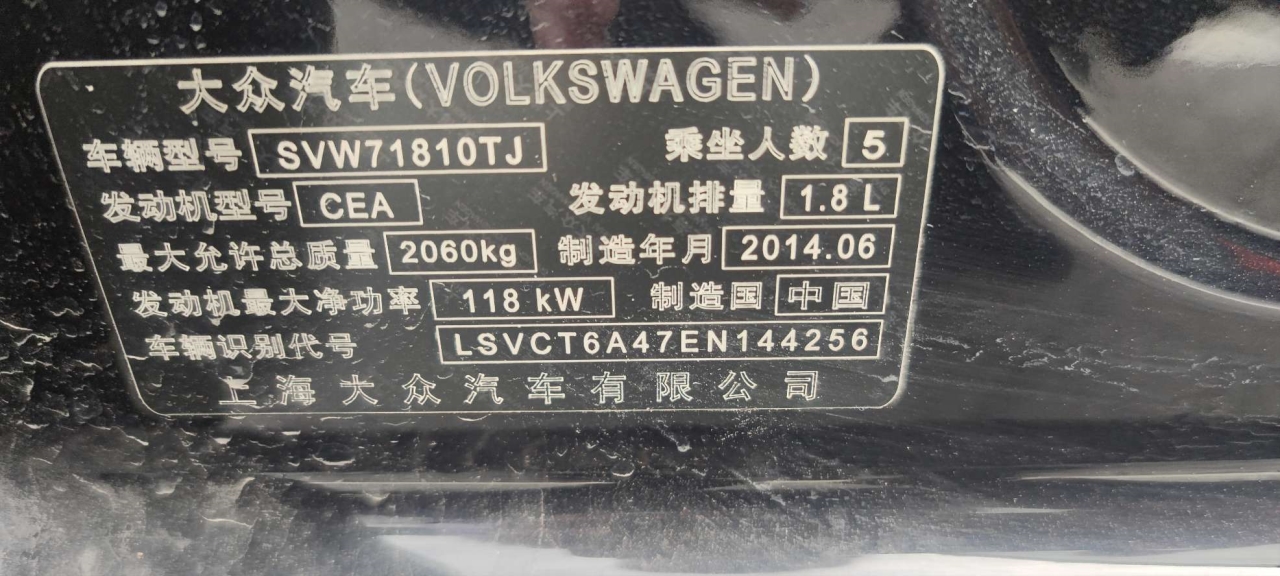 大众汽车(VOLKSWAGEN)
车辆型号 SVW71810TJ 乘坐人数 5
发动机型号 CEA 发动机排量 1.8 L
最大允许总质量 2060kg 制造年月 2014.06
发动机最大净功率 118 kW 制造国 中国
车辆识别代号 LSVCT6A47EN144256
上海大众汽车有限公司